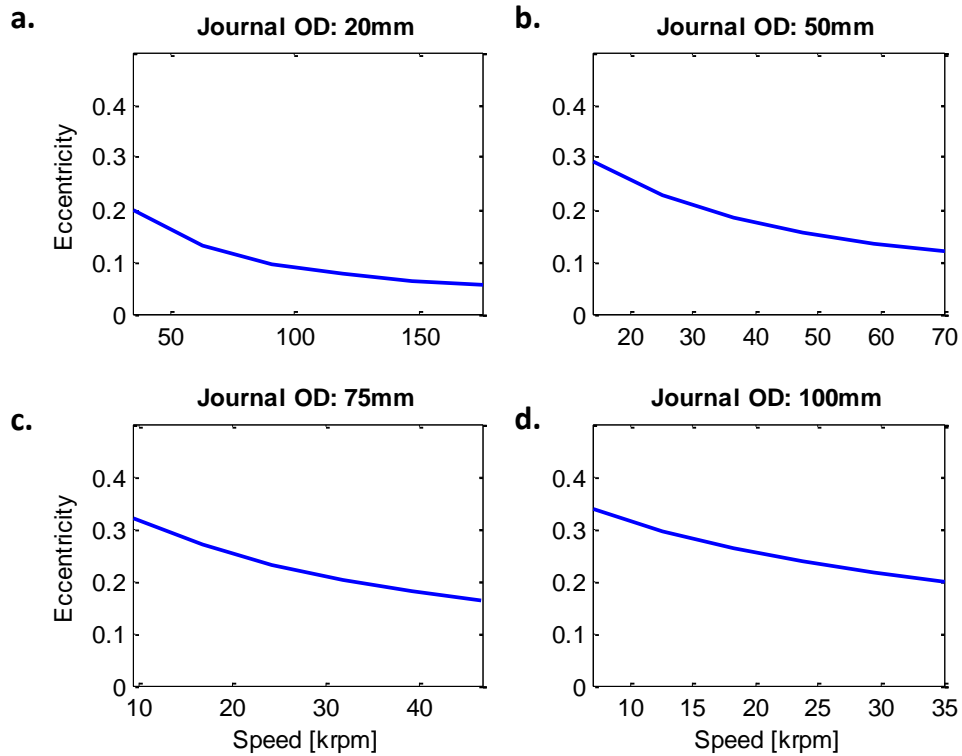 a.
Journal OD: 20mm
Eccentricity
0.4
0.3
0.2
0.1
0
50 100 150
b.
Journal OD: 50mm
0.4
0.3
0.2
0.1
0
20 30 40 50 60 70
c.
Journal OD: 75mm
Eccentricity
0.4
0.3
0.2
0.1
0
10 20 30 40
Speed [krpm]
d.
Journal OD: 100mm
0.4
0.3
0.2
0.1
0
10 15 20 25 30 35
Speed [krpm]